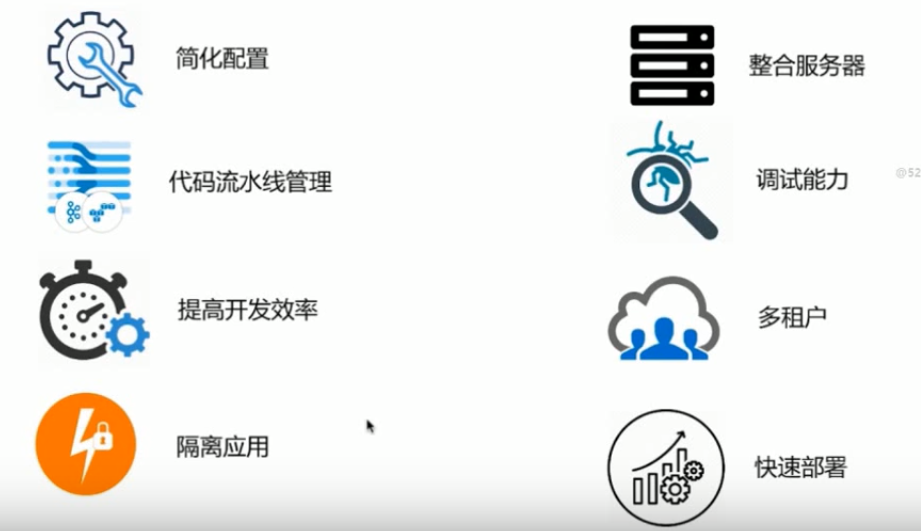 简化配置
整合服务器
代码流水线管理
调试能力
@52
提高开发效率
多租户
隔离应用
快速部署